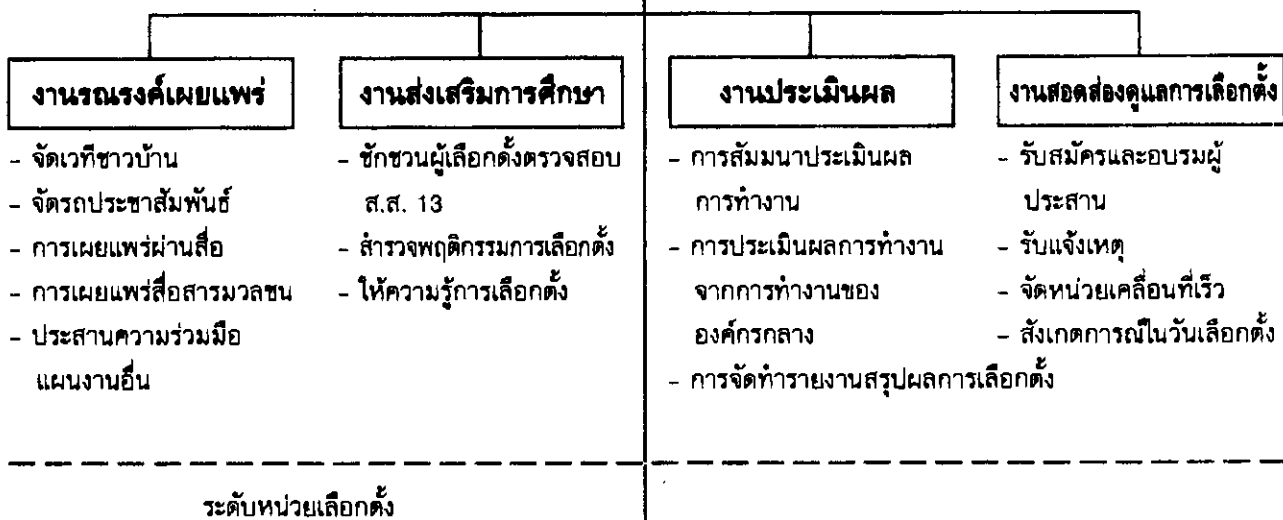 งานรณรงค์เผยแพร่
- จัดเวทีชาวบ้าน
- จัดรถประชาสัมพันธ์
- การเผยแพร่ผ่านสื่อ
- การเผยแพร่สื่อสารมวลชน
- ประสานความร่วมมือ
แผนงานอื่น
งานส่งเสริมการศึกษา
- ชักชวนผู้เลือกตั้งตรวจสอบ
ส.ส. 13
- สำรวจพฤติกรรมการเลือกตั้ง
- ให้ความรู้การเลือกตั้ง
งานประเมินผล
- การสัมมนาประเมินผล
การทำงาน
- การประเมินผลการทำงาน
จากการทำงานของ
องค์กรกลาง
- การจัดทำรายงานสรุปผลการเลือกตั้ง
งานสอดส่องดูแลการเลือกตั้ง
- รับสมัครและอบรมผู้
ประสาน
- รับแจ้งเหตุ
- จัดหน่วยเคลื่อนที่เร็ว
- สังเกตการณ์ในวันเลือกตั้ง
ระดับหน่วยเลือกตั้ง